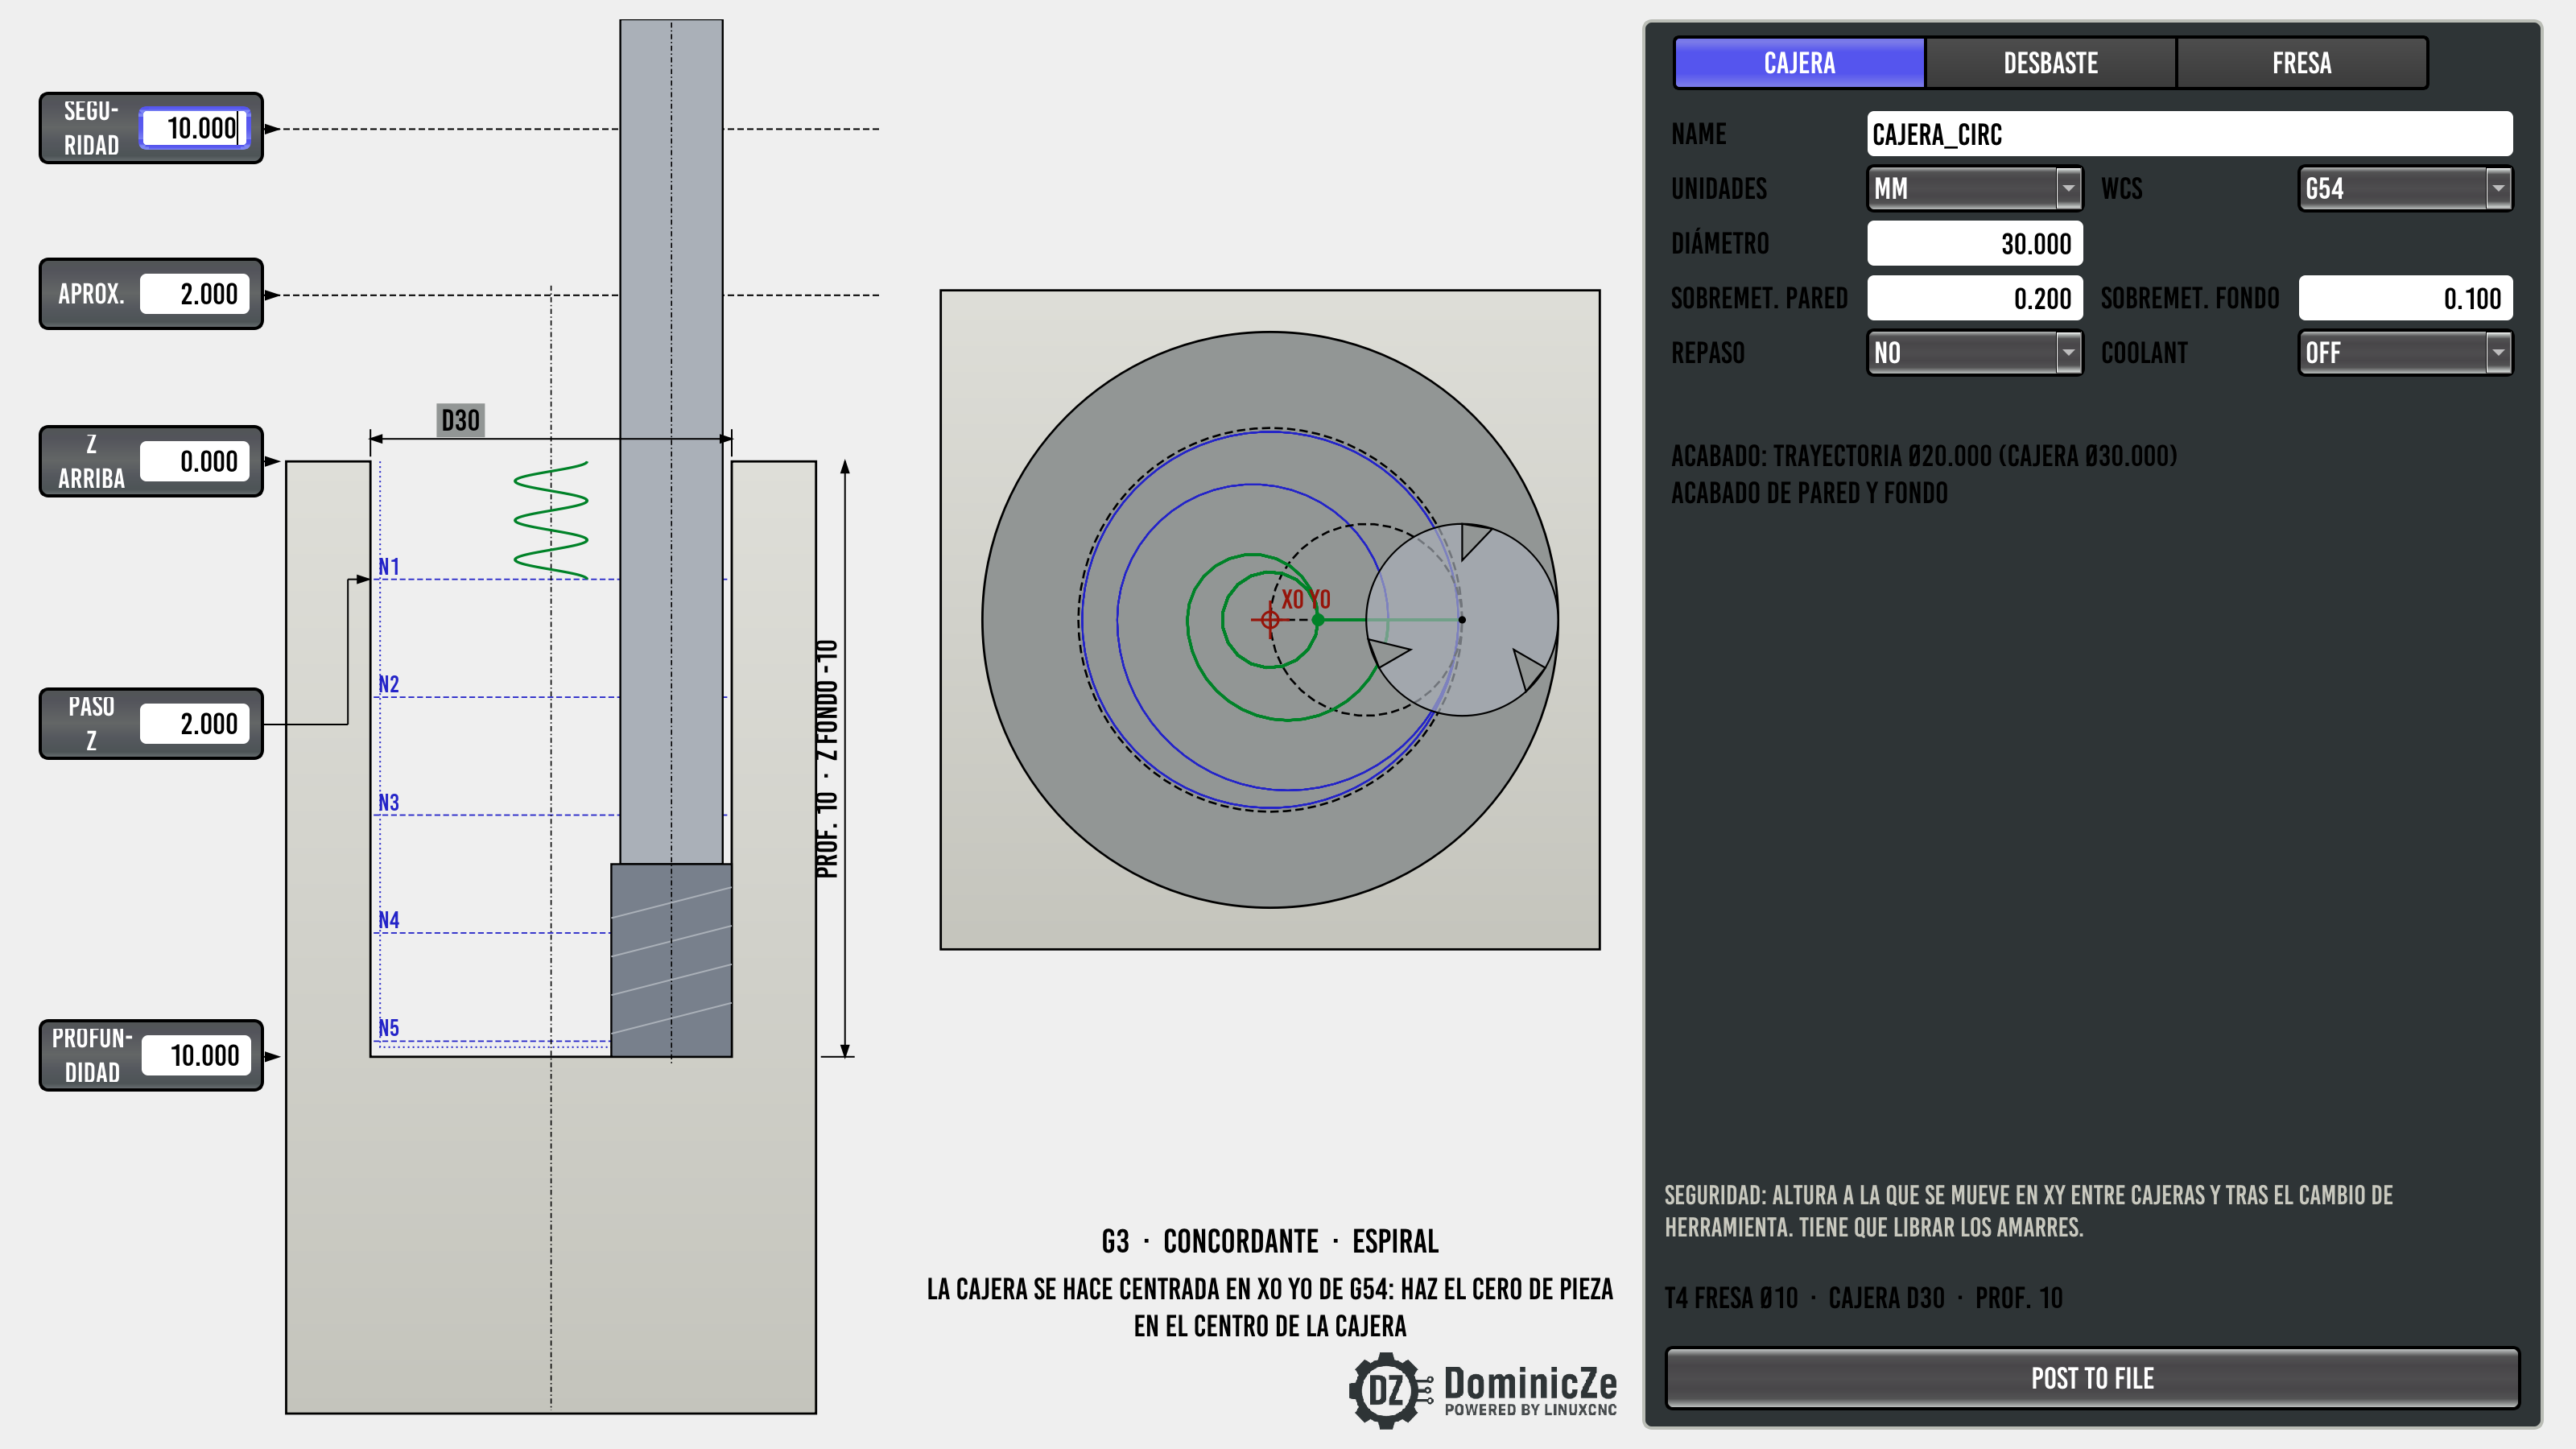 SEGU-
RIDAD
10.000
APROX.
2.000
D30
Z
ARRIBA
0.000
N1
N2
PASO
Z
2.000
N3
N4
N5
PROFUN-
DIDAD
10.000
PROF. 10 · Z FONDO -10
X0 Y0
G3 · CONCORDANTE · ESPIRAL
LA CAJERA SE HACE CENTRADA EN X0 Y0 DE G54: HAZ EL CERO DE PIEZA
EN EL CENTRO DE LA CAJERA
DZ
DominicZe
POWERED BY LINUXCNC
CAJERA DESBASTE FRESA
NAME CAJERA_CIRC
UNIDADES MM WCS G54
DIÁMETRO 30.000
SOBREMET. PARED 0.200 SOBREMET. FONDO 0.100
REPASO NO COOLANT OFF
ACABADO: TRAYECTORIA Ø20.000 (CAJERA Ø30.000)
ACABADO DE PARED Y FONDO
SEGURIDAD: ALTURA A LA QUE SE MUEVE EN XY ENTRE CAJERAS Y TRAS EL CAMBIO DE
HERRAMIENTA. TIENE QUE LIBRAR LOS AMARRES.
T4 FRESA Ø10 · CAJERA D30 · PROF. 10
POST TO FILE